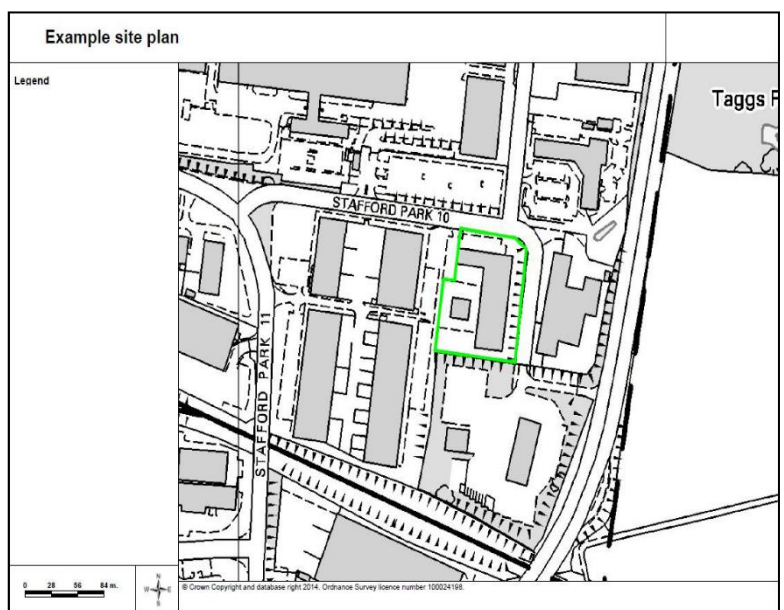 Example site plan
Legend
Taggs
STAFFORD PARK 10
STAFFORD PARK 11
0 28 56 84 m.
N
W E
S
© Crown Copyright and database right 2014. Ordnance Survey licence number 100024198.